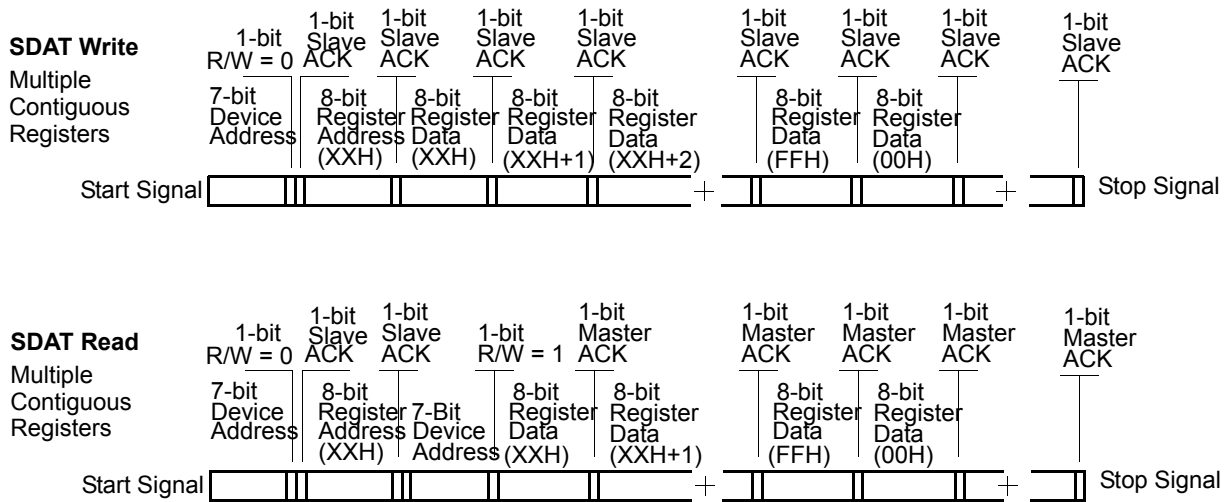 SDAT Write
Multiple
Contiguous
Registers
1-bit
R/W = 0
1-bit
Slave
ACK
1-bit
Slave
ACK
1-bit
Slave
ACK
1-bit
Slave
ACK
1-bit
Slave
ACK
1-bit
Slave
ACK
1-bit
Slave
ACK
1-bit
Slave
ACK
7-bit
Device
Address
8-bit
Register
Address
(XXH)
8-bit
Register
Data
(XXH)
8-bit
Register
Data
(XXH+1)
8-bit
Register
Data
(XXH+2)
8-bit
Register
Data
(FFH)
8-bit
Register
Data
(00H)
Start Signal
Stop Signal
SDAT Read
Multiple
Contiguous
Registers
1-bit
R/W = 0
1-bit
Slave
ACK
1-bit
Slave
ACK
1-bit
R/W = 1
1-bit
Master
ACK
1-bit
Master
ACK
1-bit
Master
ACK
1-bit
Master
ACK
1-bit
Master
ACK
7-bit
Device
Address
8-bit
Register
Address
(XXH)
7-Bit
Device
Address
8-bit
Register
Data
(XXH)
8-bit
Register
Data
(XXH+1)
8-bit
Register
Data
(FFH)
8-bit
Register
Data
(00H)
Start Signal
Stop Signal